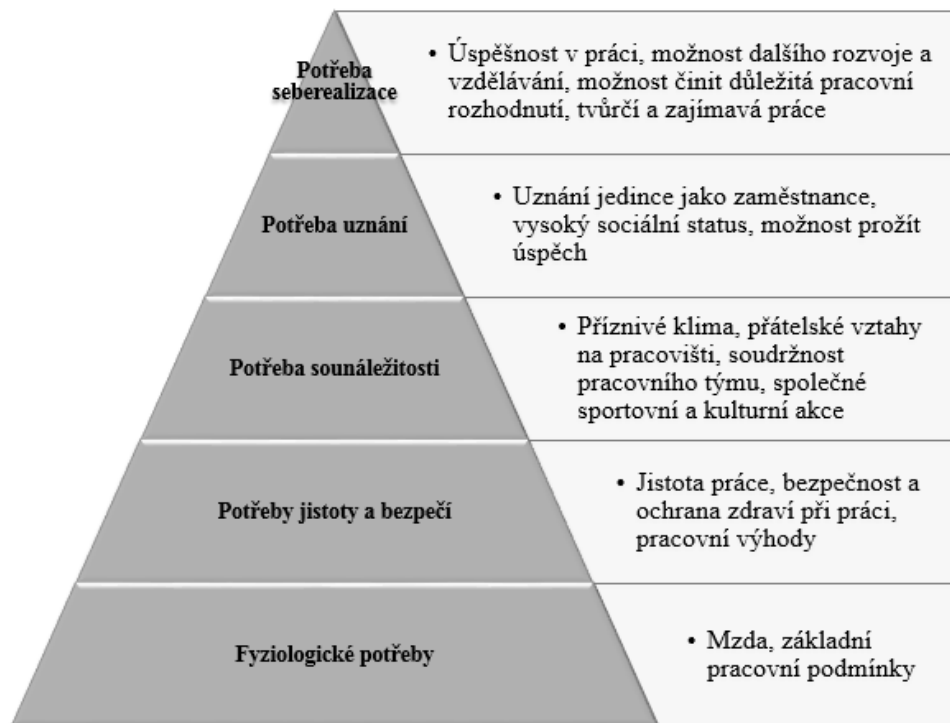 Potřeba
seberealizace
• Úspěšnost v práci, možnost dalšího rozvoje a
vzdělávání, možnost činit důležitá pracovní
rozhodnutí, tvůrčí a zajímavá práce
Potřeba uznání
• Uznání jedince jako zaměstnance,
vysoký sociální status, možnost prožít
úspěch
Potřeba sounáležitosti
• Příznivé klima, přátelské vztahy
na pracovišti, soudržnost
pracovního týmu, společné
sportovní a kulturní akce
Potřeby jistoty a bezpečí
• Jistota práce, bezpečnost a
ochrana zdraví při práci,
pracovní výhody
Fyziologické potřeby
• Mzda, základní
pracovní podmínky